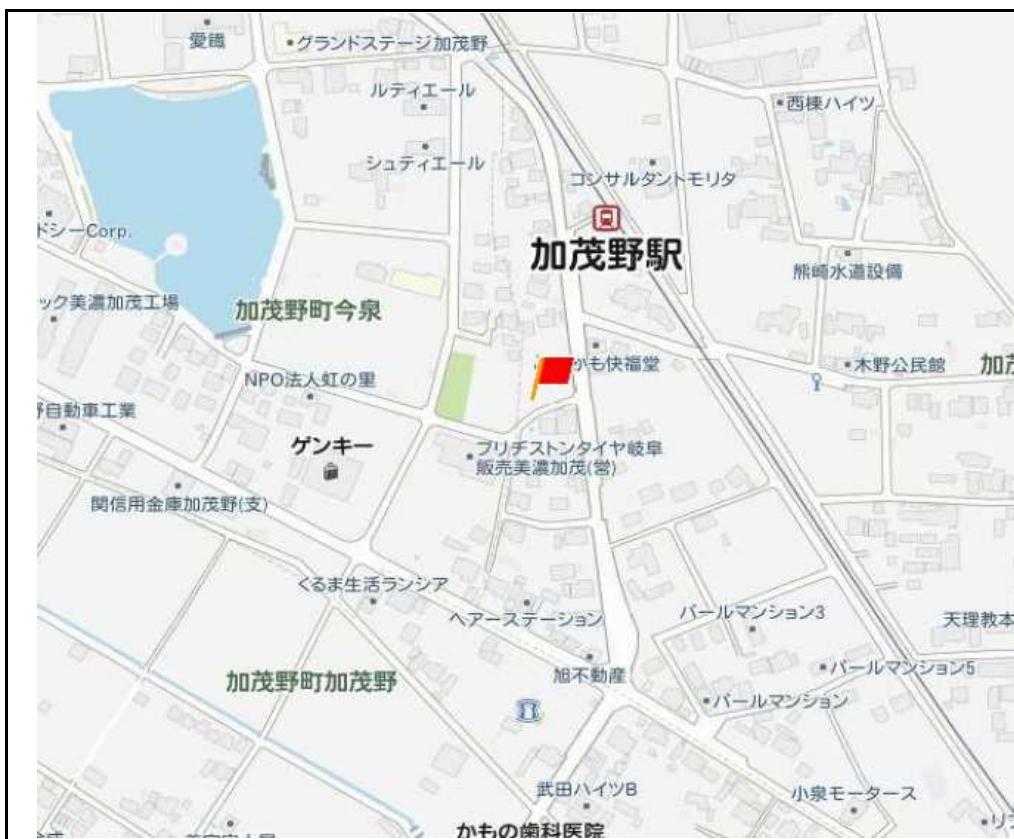 愛鐡
グランドステージ加茂野
ルティエール
西棟ハイツ
シュティエール
コンサルタントモリタ
ドシーCorp.
加茂野駅
熊崎水道設備
ック美濃加茂工場
加茂野町今泉
かも快福堂
木野公民館
加茂
NPO法人虹の里
野自動車工業
ゲンキー
ブリヂストンタイヤ岐阜
販売美濃加茂(営)
関信用金庫加茂野(支)
くるま生活ランシア
ヘアーステーション
パールマンション3
天理教本
加茂野町加茂野
旭不動産
パールマンション5
パールマンション
武田ハイツB
小泉モータース
かもの歯科医院